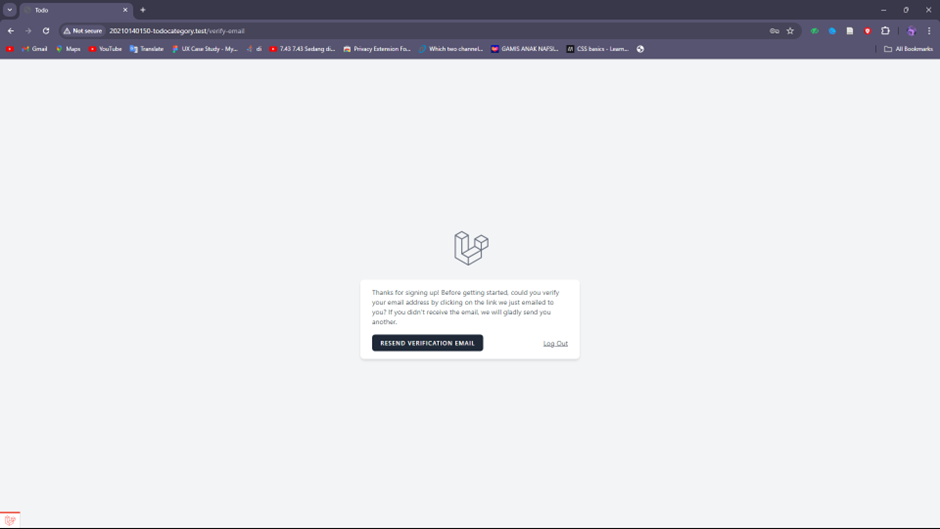 Todo
Not secure
20210140150-todocategory.test/verify-email
Gmail
Maps
YouTube
Translate
UX Case Study - My...
di
7.43 7.43 Sedang di...
Privacy Extension Fo...
Which two channel...
GAMIS ANAK NAFIS...
CSS basics - Learn...
All Bookmarks
Thanks for signing up! Before getting started, could you verify
your email address by clicking on the link we just emailed to
you? If you didn't receive the email, we will gladly send you
another.
RESEND VERIFICATION EMAIL
Log Out